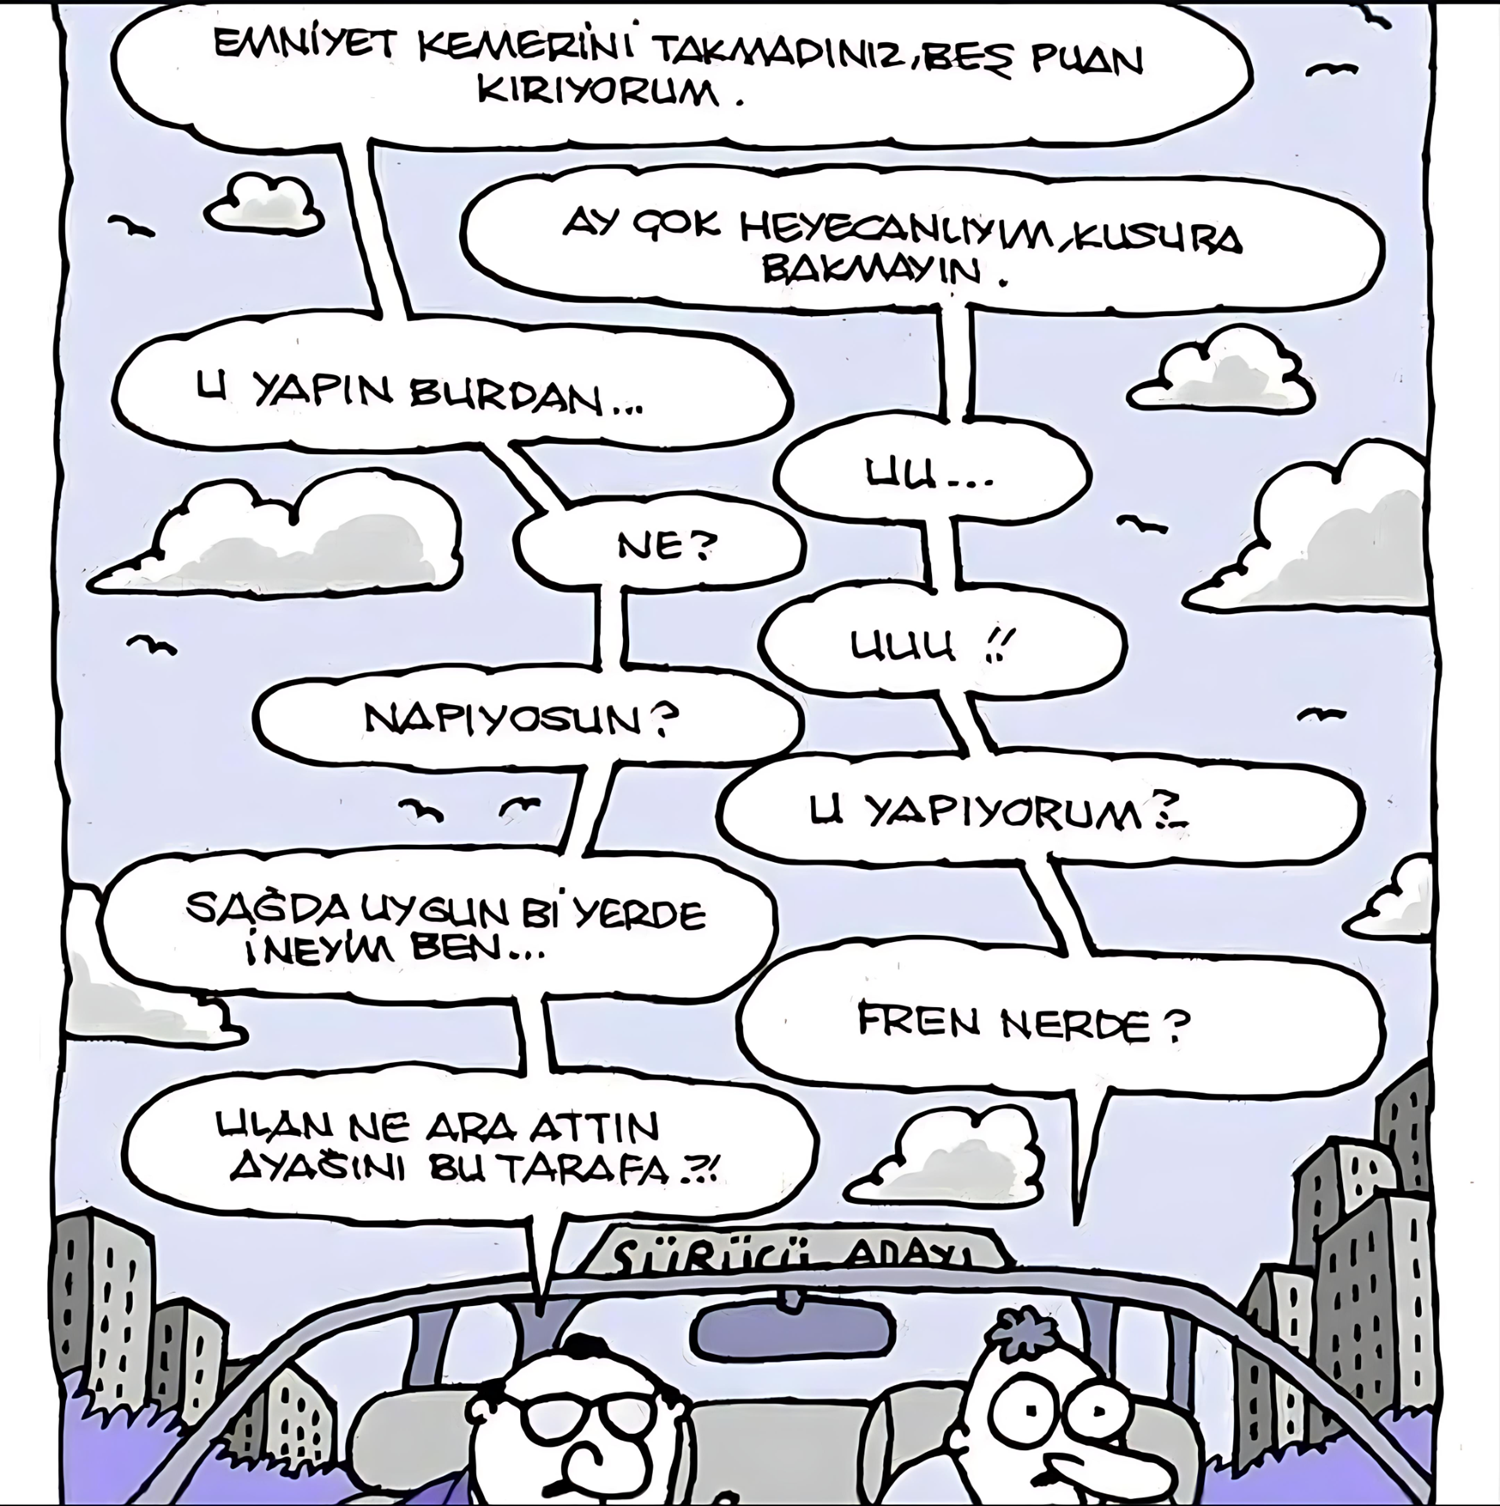 EMNİYET KEMERİNİ TAKMADINIZ, BEŞ PUAN
KIRIYORUM.
AY ÇOK HEYECANLIYIM, KUSURA
BAKMAYIN.
U YAPIN BURDAN...
UU...
NE?
UUU !!
NAPIYOSUN?
U YAPIYORUM?..
SAĞDA UYGUN Bİ YERDE
İNEYİM BEN...
FREN NERDE?
ULAN NE ARA ATTIN
AYAĞINI BU TARAFA ?!
SÜRÜCÜ ADAYI